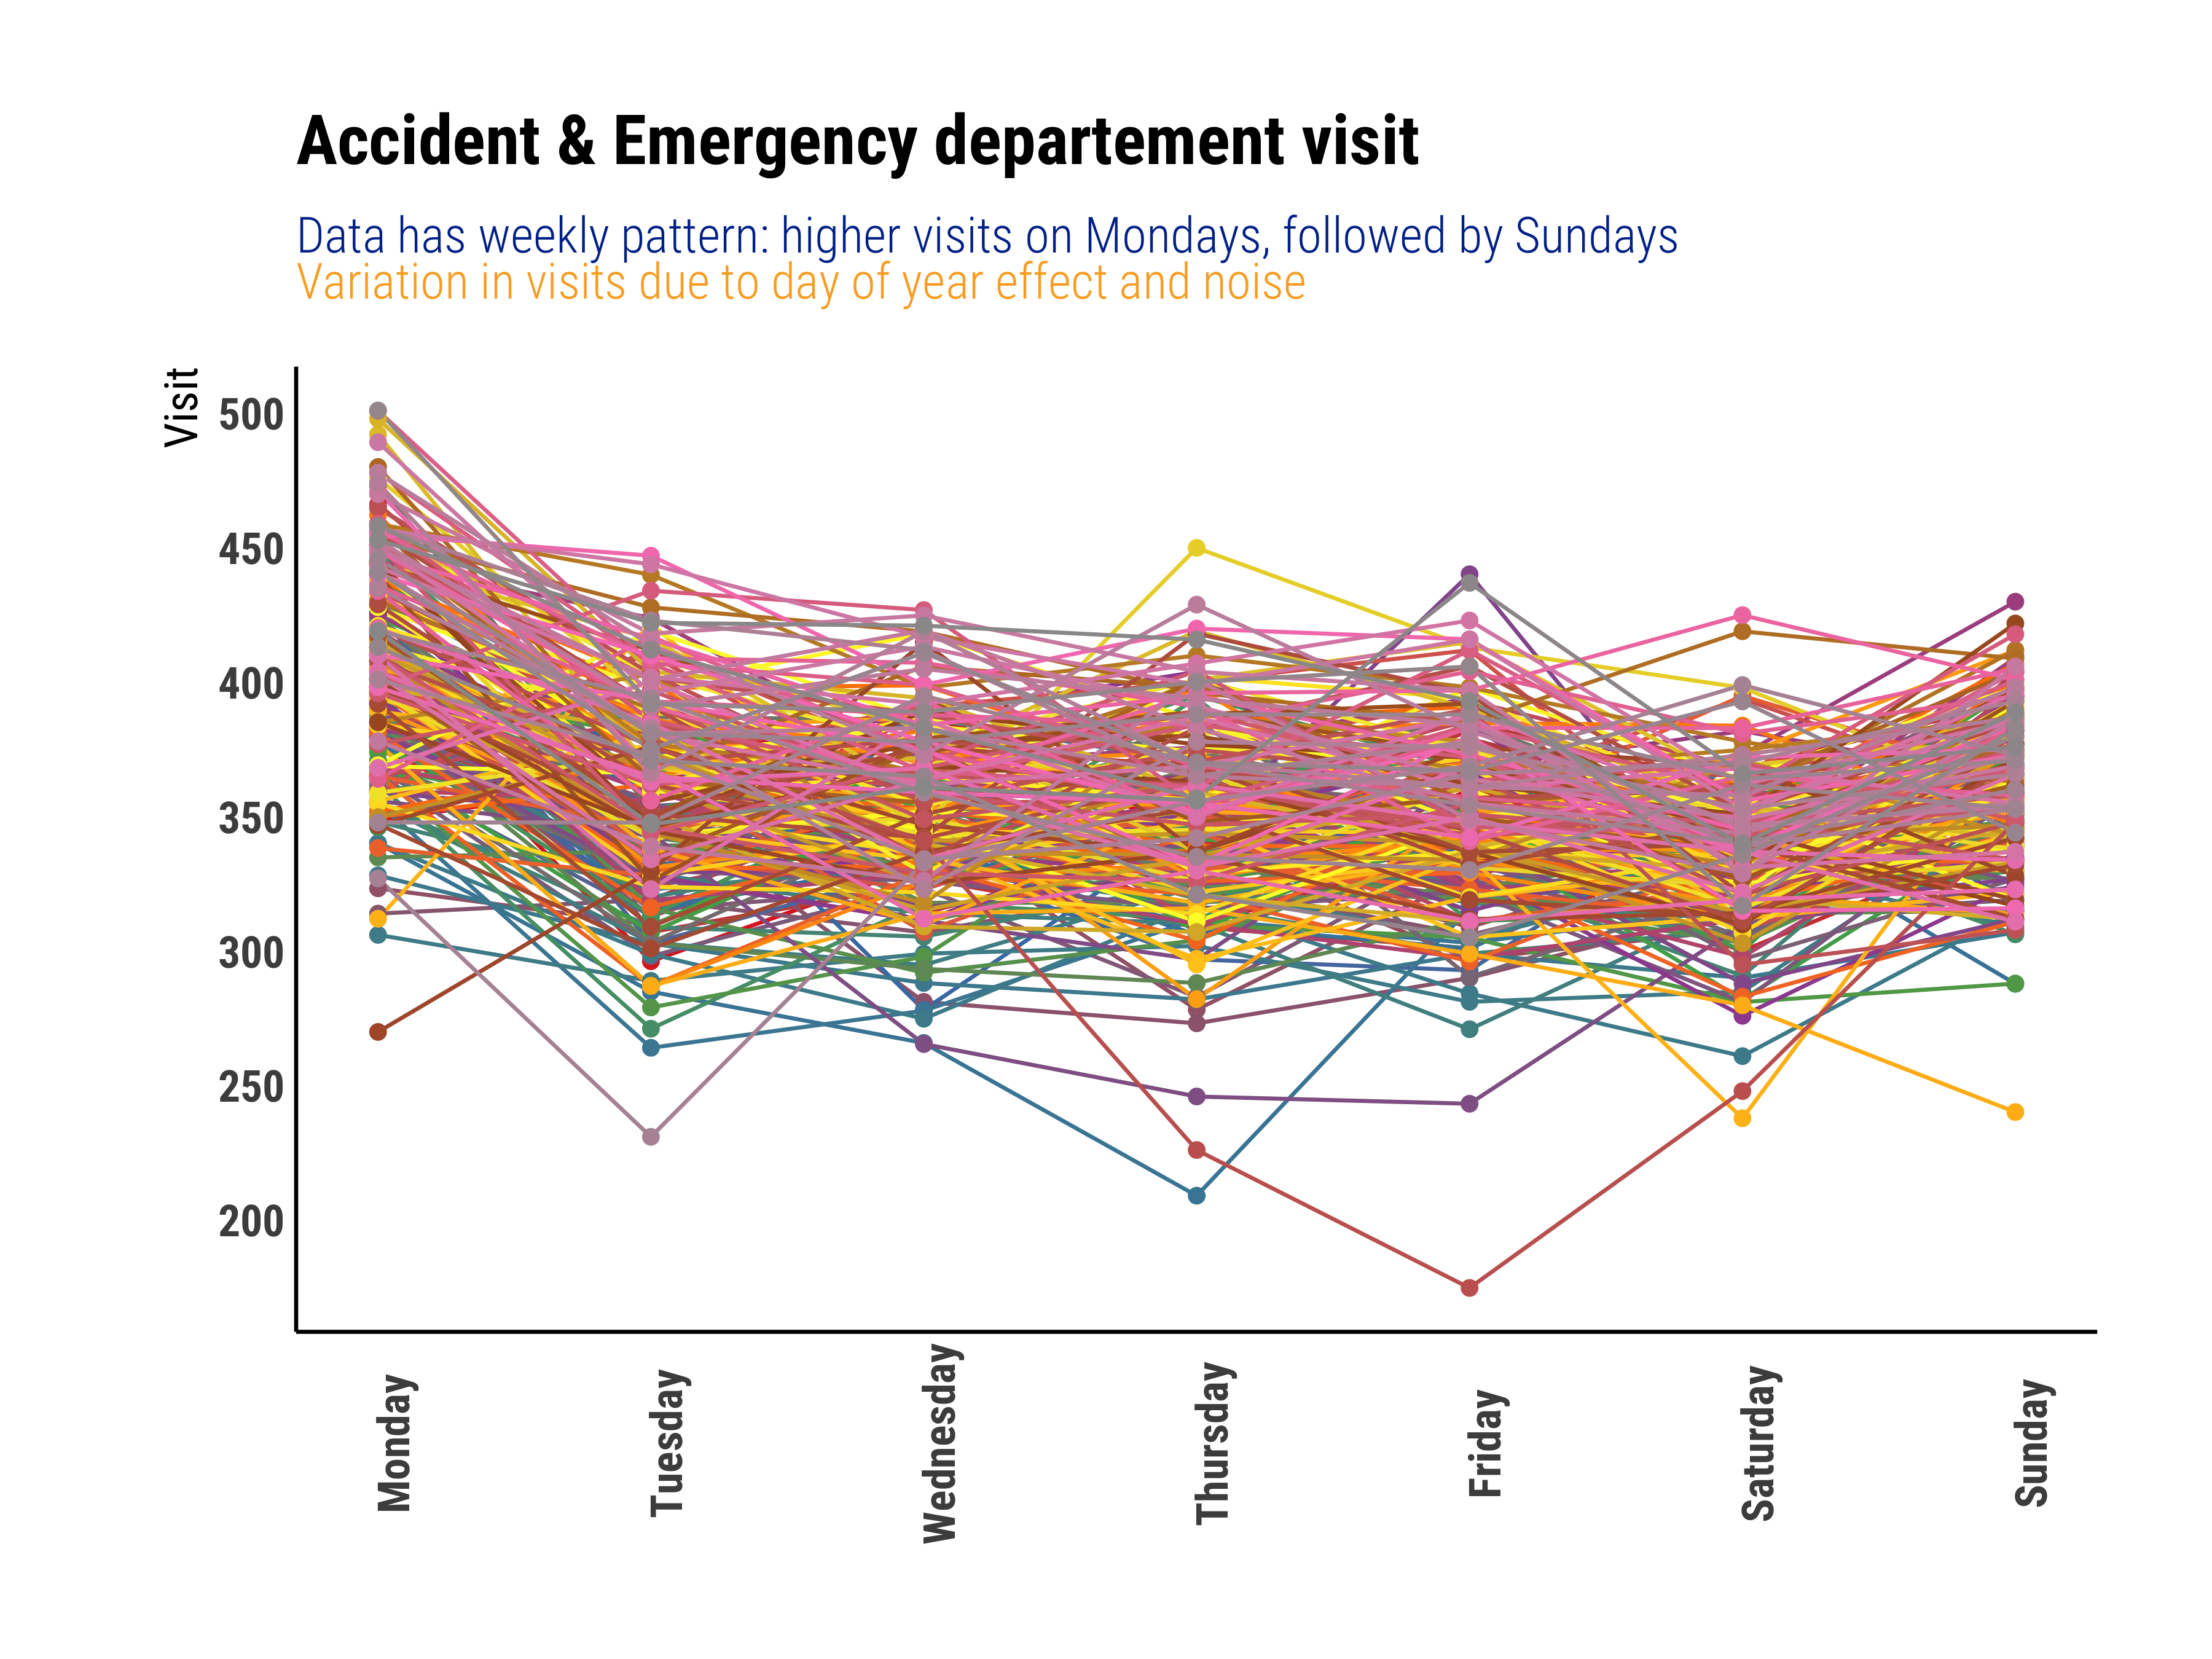 Accident & Emergency departement visit
Data has weekly pattern: higher visits on Mondays, followed by Sundays
Variation in visits due to day of year effect and noise
Visit
500
450
400
350
300
250
200
Monday
Tuesday
Wednesday
Thursday
Friday
Saturday
Sunday